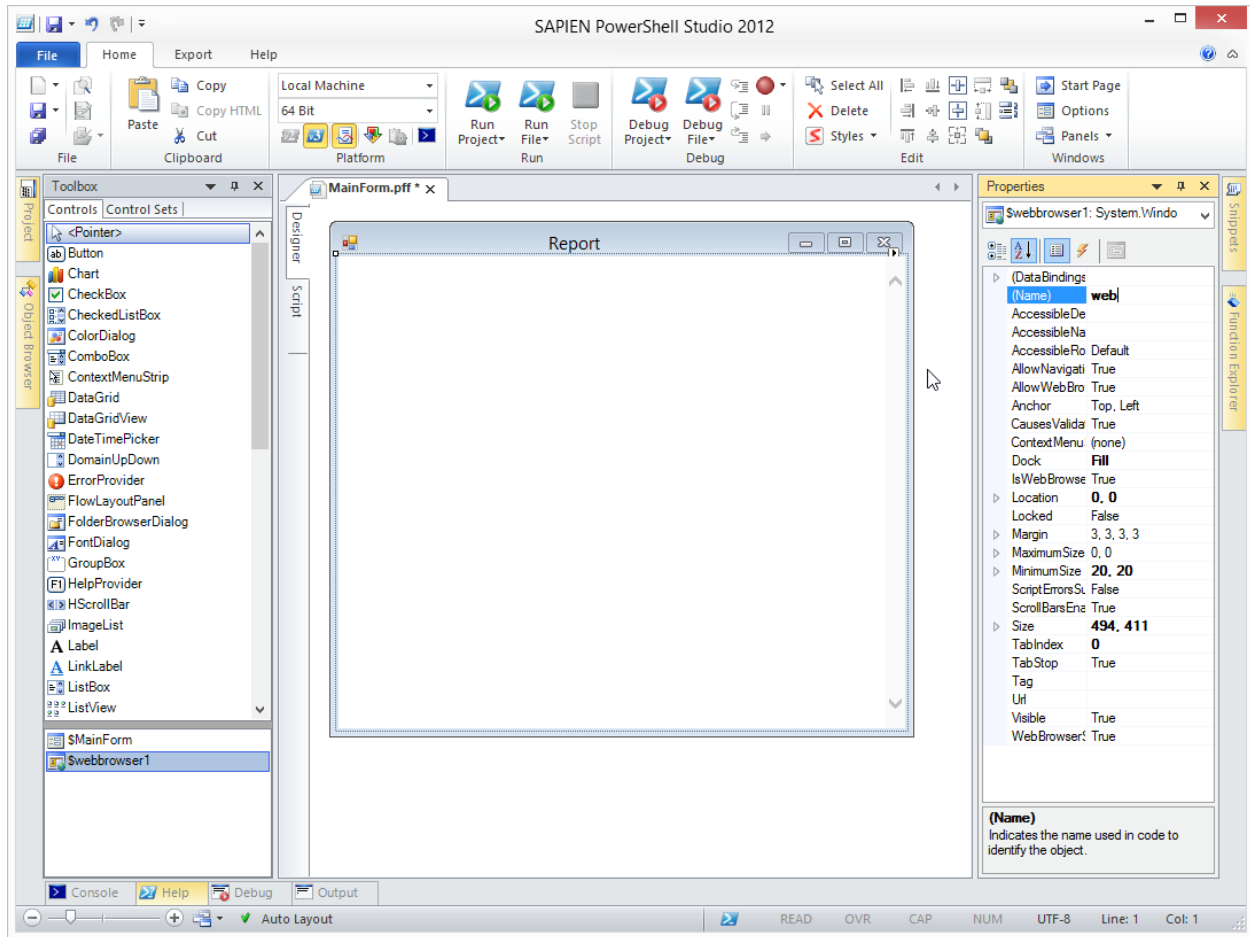 SAPIEN PowerShell Studio 2012
File Home Export Help
Copy
Copy HTML
Cut
Paste
File
Clipboard
Local Machine
64 Bit
Platform
Run Project
Run File
Stop Script
Run
Debug Project
Debug File
Debug
Select All
Delete
Styles
Edit
Start Page
Options
Panels
Windows
Project
Object Browser
Toolbox
Controls Control Sets
<Pointer>
Button
Chart
CheckBox
CheckedListBox
ColorDialog
ComboBox
ContextMenuStrip
DataGrid
DataGridView
DateTimePicker
DomainUpDown
ErrorProvider
FlowLayoutPanel
FolderBrowserDialog
FontDialog
GroupBox
HelpProvider
HScrollBar
ImageList
Label
LinkLabel
ListBox
ListView
$MainForm
$webbrowser1
MainForm.pff *
Designer
Script
Report
Properties
$webbrowser1: System.Windo
(DataBindings
(Name) web
AccessibleDe
AccessibleNa
AccessibleRo Default
AllowNavigati True
AllowWebBro True
Anchor Top, Left
CausesValida True
ContextMenu (none)
Dock Fill
IsWebBrowse True
Location 0, 0
Locked False
Margin 3, 3, 3, 3
MaximumSize 0, 0
MinimumSize 20, 20
ScriptErrorsSu False
ScrollBarsEna True
Size 494, 411
TabIndex 0
TabStop True
Tag
Url
Visible True
WebBrowserS True
(Name)
Indicates the name used in code to
identify the object.
Snippets
Function Explorer
Console Help Debug Output
Auto Layout READ OVR CAP NUM UTF-8 Line: 1 Col: 1